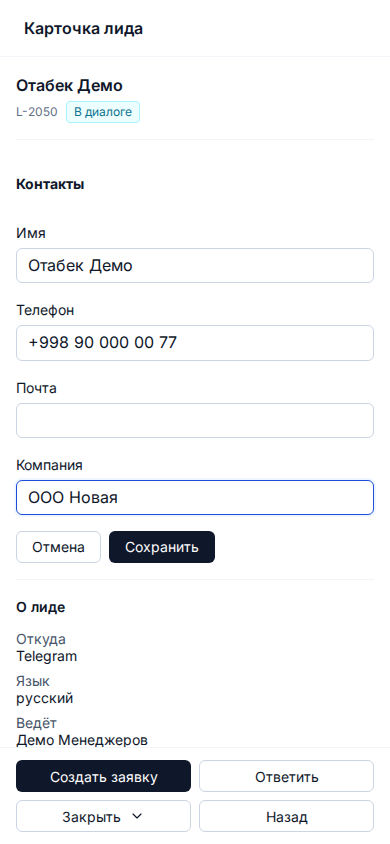 Карточка лида
Отабек Демо
L-2050 В диалоге
Контакты
Имя
Отабек Демо
Телефон
+998 90 000 00 77
Почта
Компания
ООО Новая
Отмена Сохранить
О лиде
Откуда
Telegram
Язык
русский
Ведёт
Демо Менеджеров
Создать заявку Ответить
Закрыть Назад